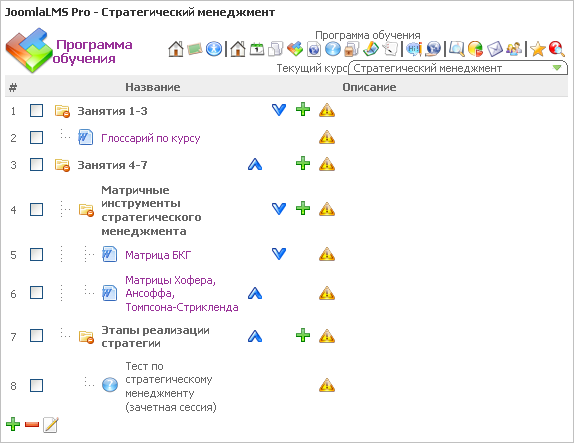 JoomlaLMS Pro - Стратегический менеджмент
Программа обучения
Программа
обучения
Текущий курс Стратегический менеджмент
# Название Описание
1 Занятия 1-3
2 Глоссарий по курсу
3 Занятия 4-7
Матричные
инструменты
4 стратегического
менеджмента
5 Матрица БКГ
Матрицы Хофера,
6 Ансоффа,
Томпсона-Стрикленда
7 Этапы реализации
стратегии
Тест по
8 стратегическому
менеджменту
(зачетная сессия)